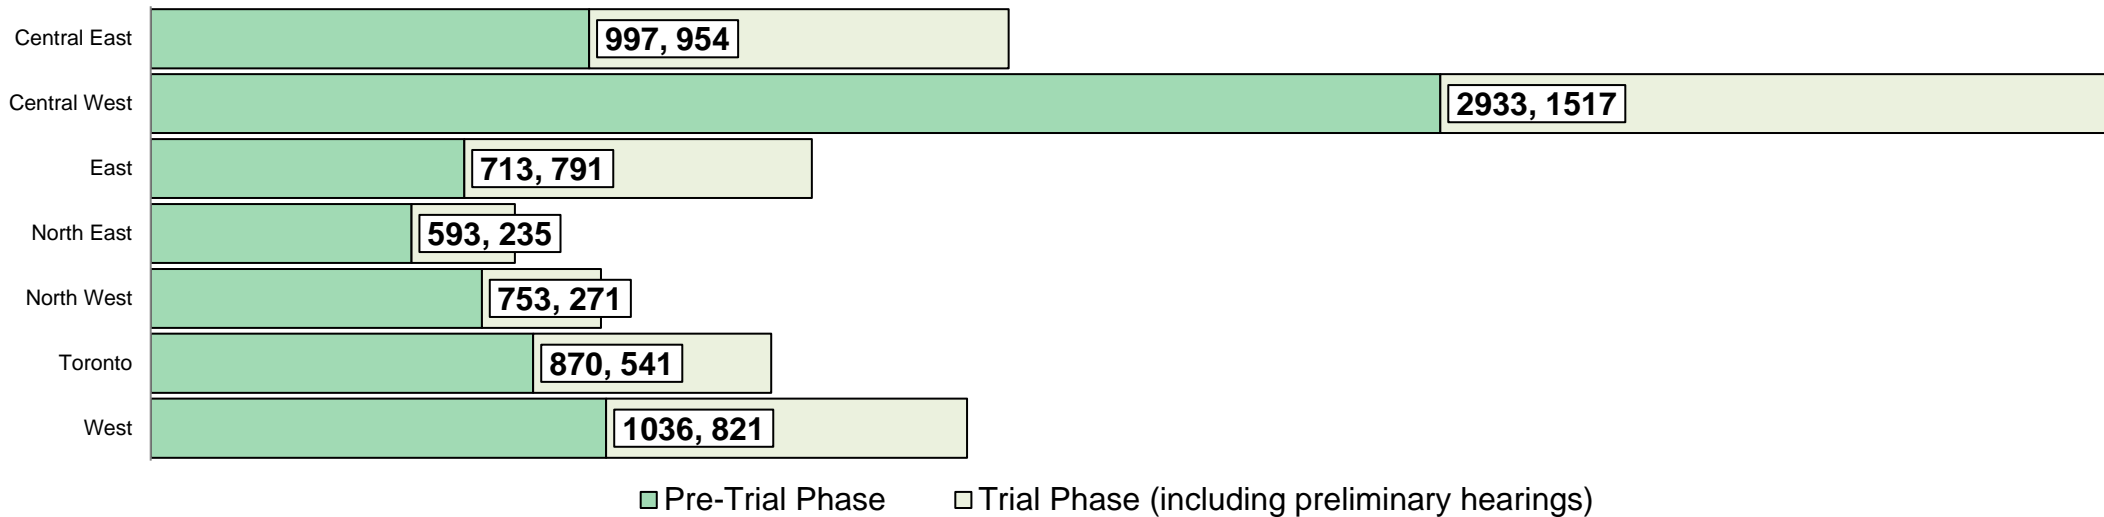 Central East
997, 954
Central West
2933, 1517
East
713, 791
North East
593, 235
North West
753, 271
Toronto
870, 541
West
1036, 821
Pre-Trial Phase
Trial Phase (including preliminary hearings)